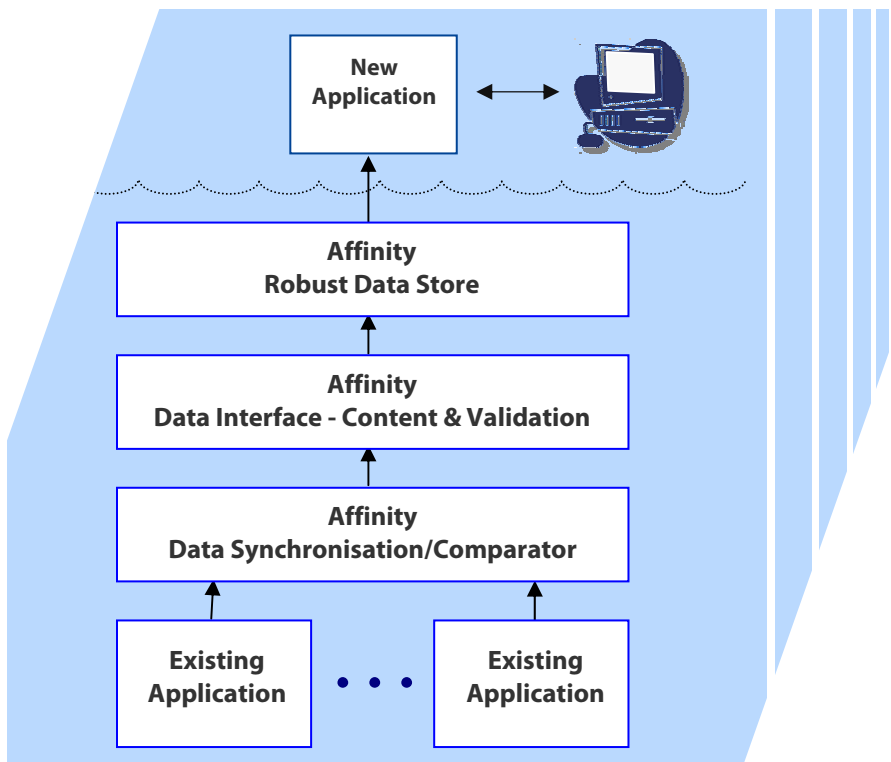 New
Application
Affinity
Robust Data Store
Affinity
Data Interface - Content & Validation
Affinity
Data Synchronisation/Comparator
Existing
Application
Existing
Application